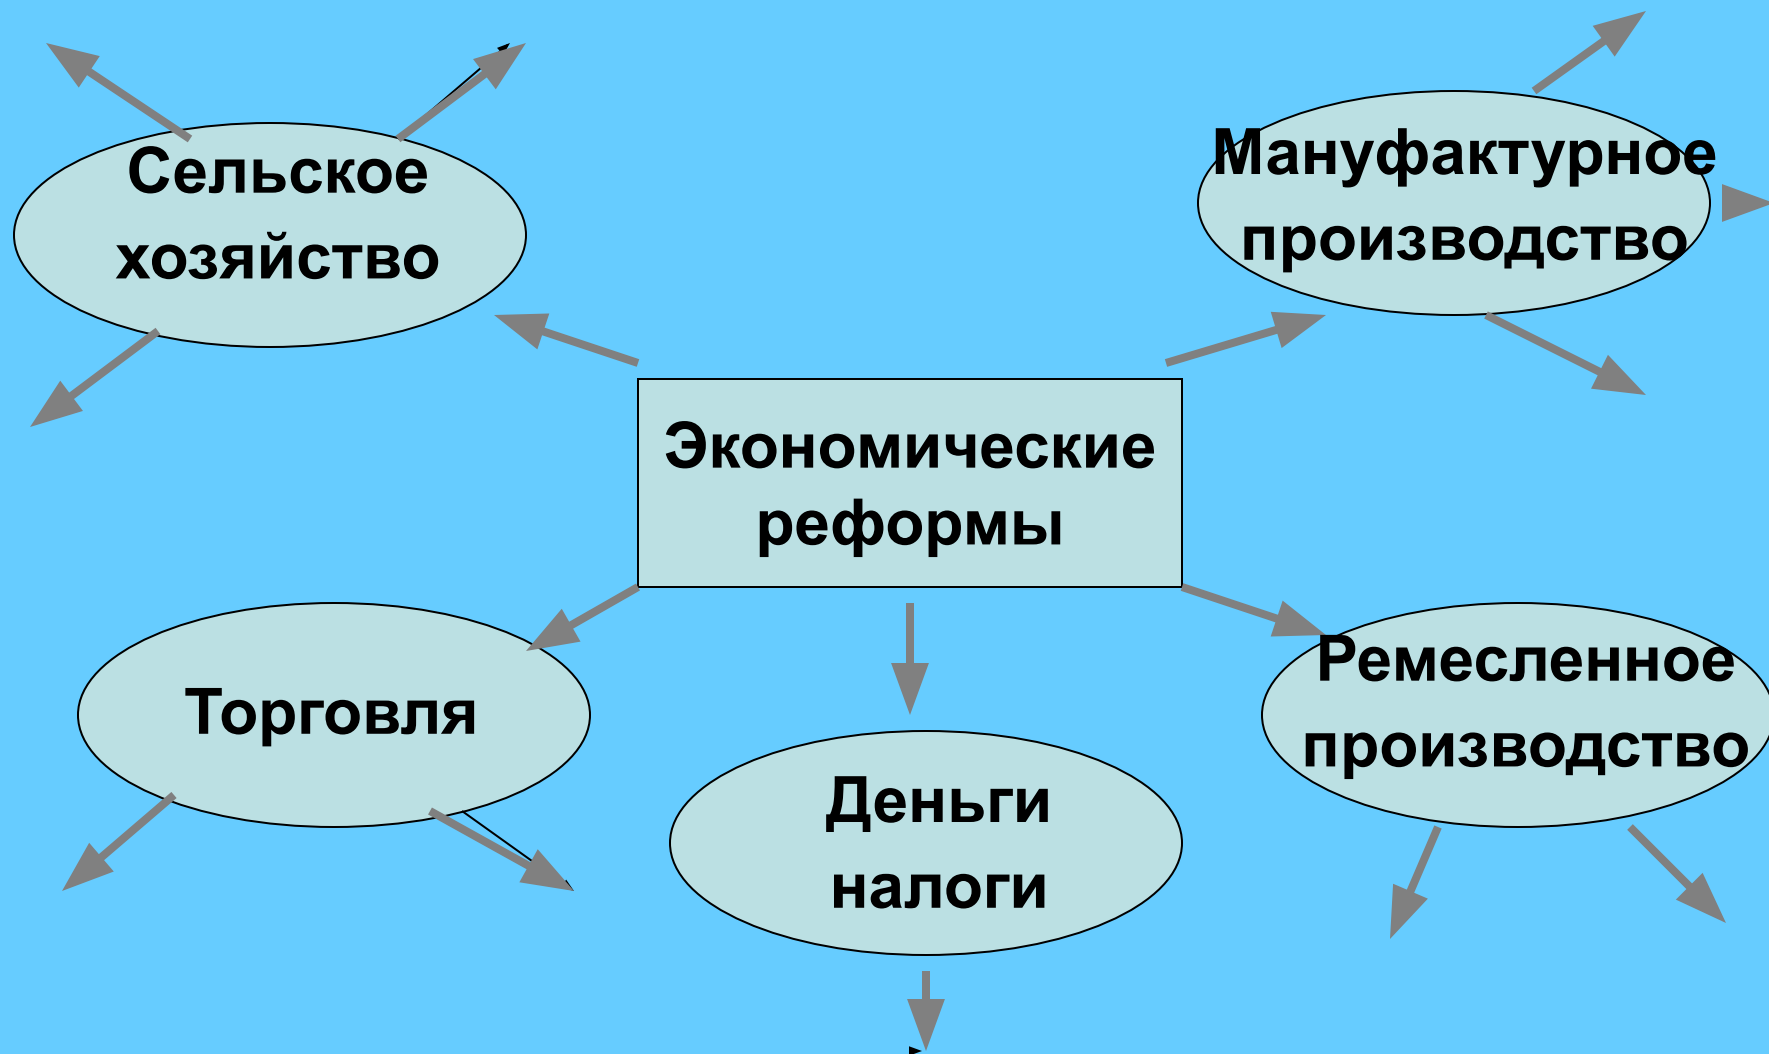 Сельское
хозяйство
Мануфактурное
производство
Экономические
реформы
Торговля
Деньги
налоги
Ремесленное
производство